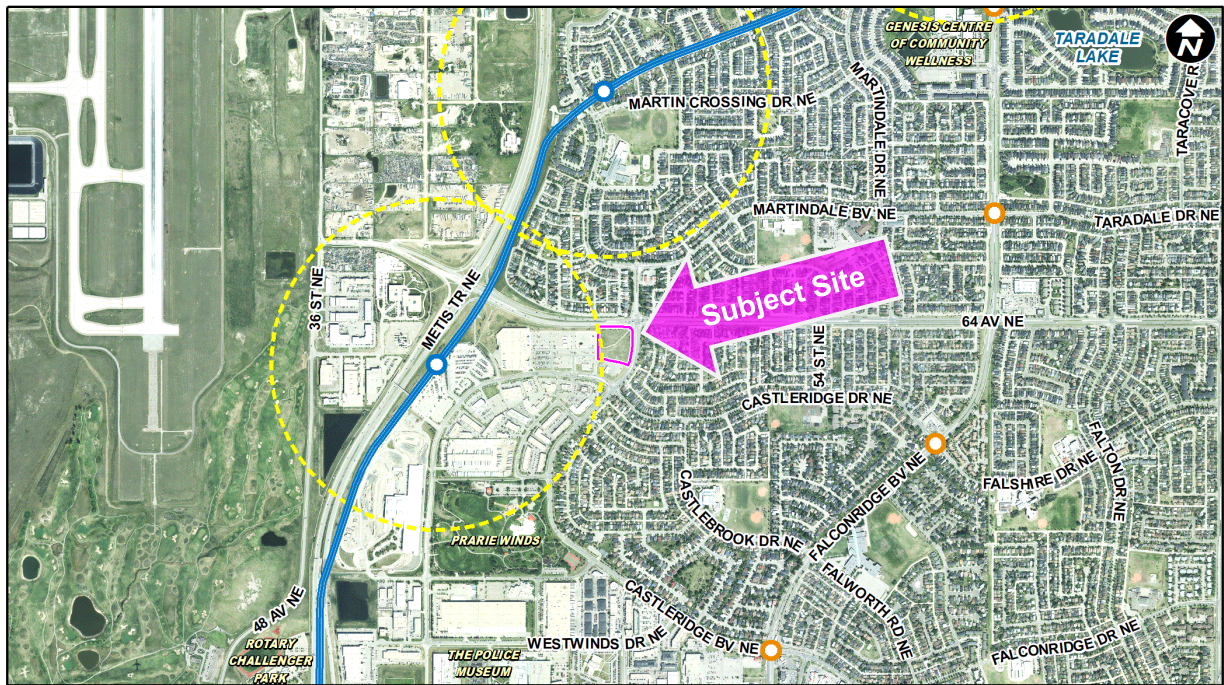 GENESIS CENTRE
OF COMMUNITY
WELLNESS
TARADALE
LAKE
N
MARTIN CROSSING DR NE
MARTINDALE DR NE
TARACOVER
MARTINDALE BV NE
TARADALE DR NE
36 ST NE
METIS TR NE
Subject Site
64 AV NE
54 ST NE
CASTLERIDGE DR NE
FALCONRIDGE BV NE
FALSHIRE DR NE
FALTON DR NE
CASTLEBROOK DR NE
PRARIE WINDS
FALWORTH RD NE
CASTLERIDGE BV NE
48 AV NE
ROTARY
CHALLENGER
PARK
WESTWINDS DR NE
THE POLICE
MUSEUM
FALCONRIDGE DR NE